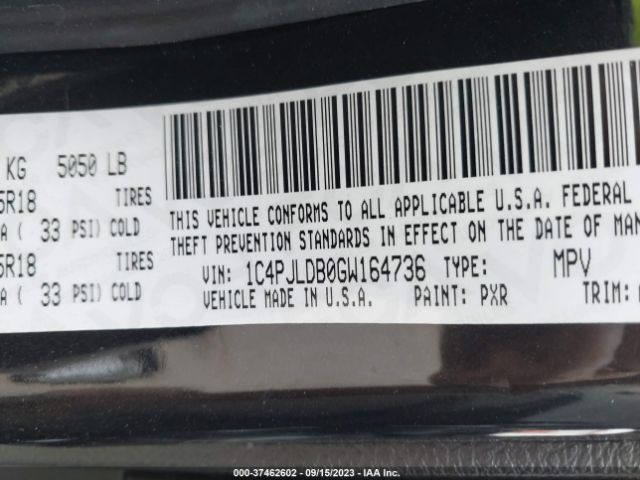 KG 5050 LB
5R18 TIRES
A ( 33 PSI) COLD
5R18 TIRES
A ( 33 PSI) COLD
THIS VEHICLE CONFORMS TO ALL APPLICABLE U.S.A. FEDERAL
THEFT PREVENTION STANDARDS IN EFFECT ON THE DATE OF MAN
VIN: 1C4PJLDB0GW164736 TYPE: MPV
VEHICLE MADE IN U.S.A. PAINT: PXR TRIM:
000-37462602 - 09/15/2023 - IAA Inc.